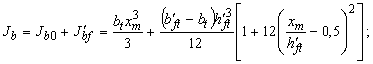 J_b = J_{b0} + J'_{bf} = \frac{b_t x_m^3}{3} + \frac{(b'_{ft} - b_t) h'^3_{ft}}{12} \left[ 1 + 12 \left( \frac{x_m}{h'_{ft}} - 0,5 \right)^2 \right];